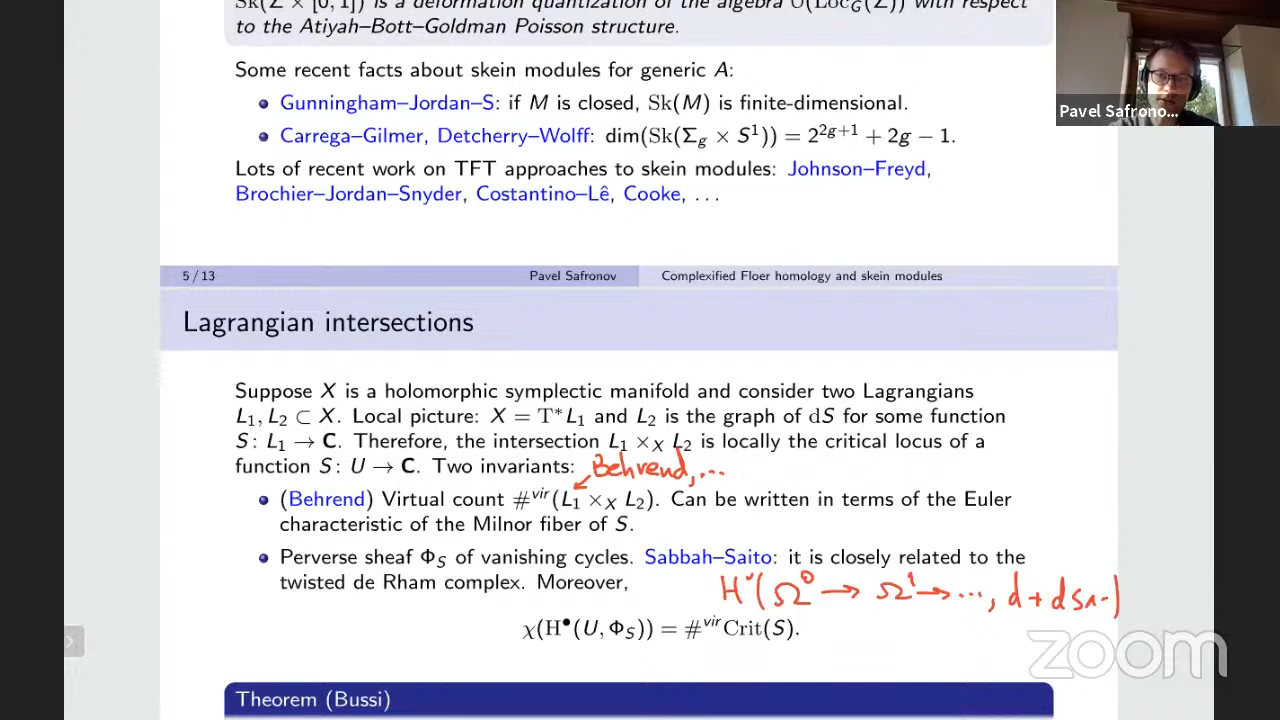 Sk(Σ × [0, 1]) is a deformation quantization of the algebra O(Loc_G(Σ)) with respect
to the Atiyah–Bott–Goldman Poisson structure.
Some recent facts about skein modules for generic A:
• Gunningham–Jordan–S: if M is closed, Sk(M) is finite-dimensional.
• Carrega–Gilmer, Detcherry–Wolff: dim(Sk(Σ_g × S^1)) = 2^{2g+1} + 2g − 1.
Lots of recent work on TFT approaches to skein modules: Johnson–Freyd,
Brochier–Jordan–Snyder, Costantino–Lê, Cooke, . . .
Pavel Safrono...
5 / 13 Pavel Safronov Complexified Floer homology and skein modules
Lagrangian intersections
Suppose X is a holomorphic symplectic manifold and consider two Lagrangians
L_1, L_2 ⊂ X. Local picture: X = T*L_1 and L_2 is the graph of dS for some function
S: L_1 → C. Therefore, the intersection L_1 ×_X L_2 is locally the critical locus of a
function S: U → C. Two invariants: Behrend, ...
• (Behrend) Virtual count #^{vir}(L_1 ×_X L_2). Can be written in terms of the Euler
characteristic of the Milnor fiber of S.
• Perverse sheaf Φ_S of vanishing cycles. Sabbah–Saito: it is closely related to the
twisted de Rham complex. Moreover,
H^•(Ω^0 → Ω^1 → ..., d + dS∧-)
χ(H^•(U, Φ_S)) = #^{vir}Crit(S).
zoom
Theorem (Bussi)